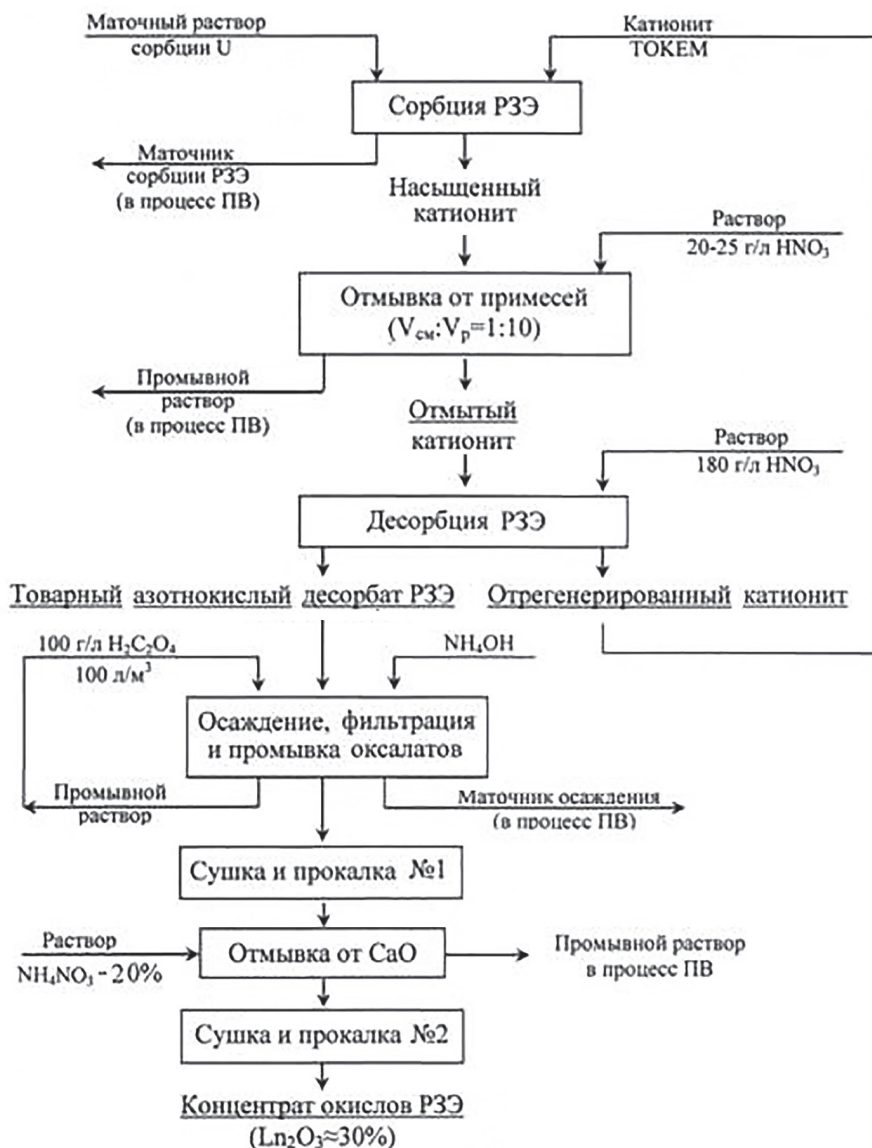 Маточный раствор
сорбции U
Катионит
ТОКЕМ
Сорбция РЗЭ
Маточник
сорбции РЗЭ
(в процесс ПВ)
Насыщенный
катионит
Раствор
20-25 г/л HNO₃
Отмывка от примесей
(Vсм:Vр=1:10)
Промывной
раствор
(в процесс ПВ)
Отмытый
катионит
Раствор
180 г/л HNO₃
Десорбция РЗЭ
Товарный азотнокислый десорбат РЗЭ
Отрегенерированный катионит
100 г/л H₂C₂O₄
100 л/м³
NH₄OH
Осаждение, фильтрация
и промывка оксалатов
Промывной
раствор
Маточник осаждения
(в процесс ПВ)
Сушка и прокалка №1
Раствор
NH₄NO₃ - 20%
Отмывка от CaO
Промывной раствор
в процесс ПВ
Сушка и прокалка №2
Концентрат окислов РЗЭ
(Ln₂O₃≈30%)